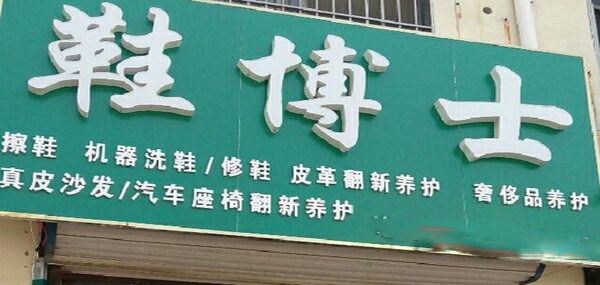 鞋博士
擦鞋 机器洗鞋/修鞋 皮革翻新养护 奢侈品养护
真皮沙发/汽车座椅翻新养护